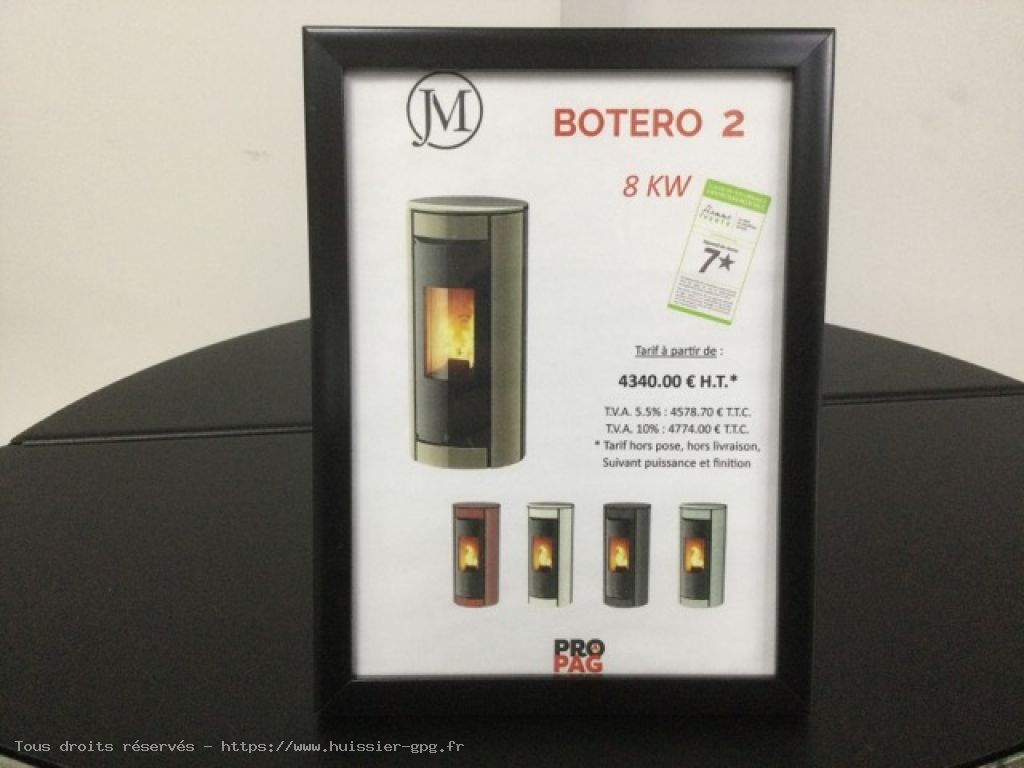 JM
BOTERO 2
8 KW
7★
Tarif à partir de :
4340.00 € H.T.*
T.V.A. 5.5% : 4578.70 € T.T.C.
T.V.A. 10% : 4774.00 € T.T.C.
* Tarif hors pose, hors livraison,
Suivant puissance et finition
PRO
PAG
Tous droits réservés - https://www.huissier-gpg.fr